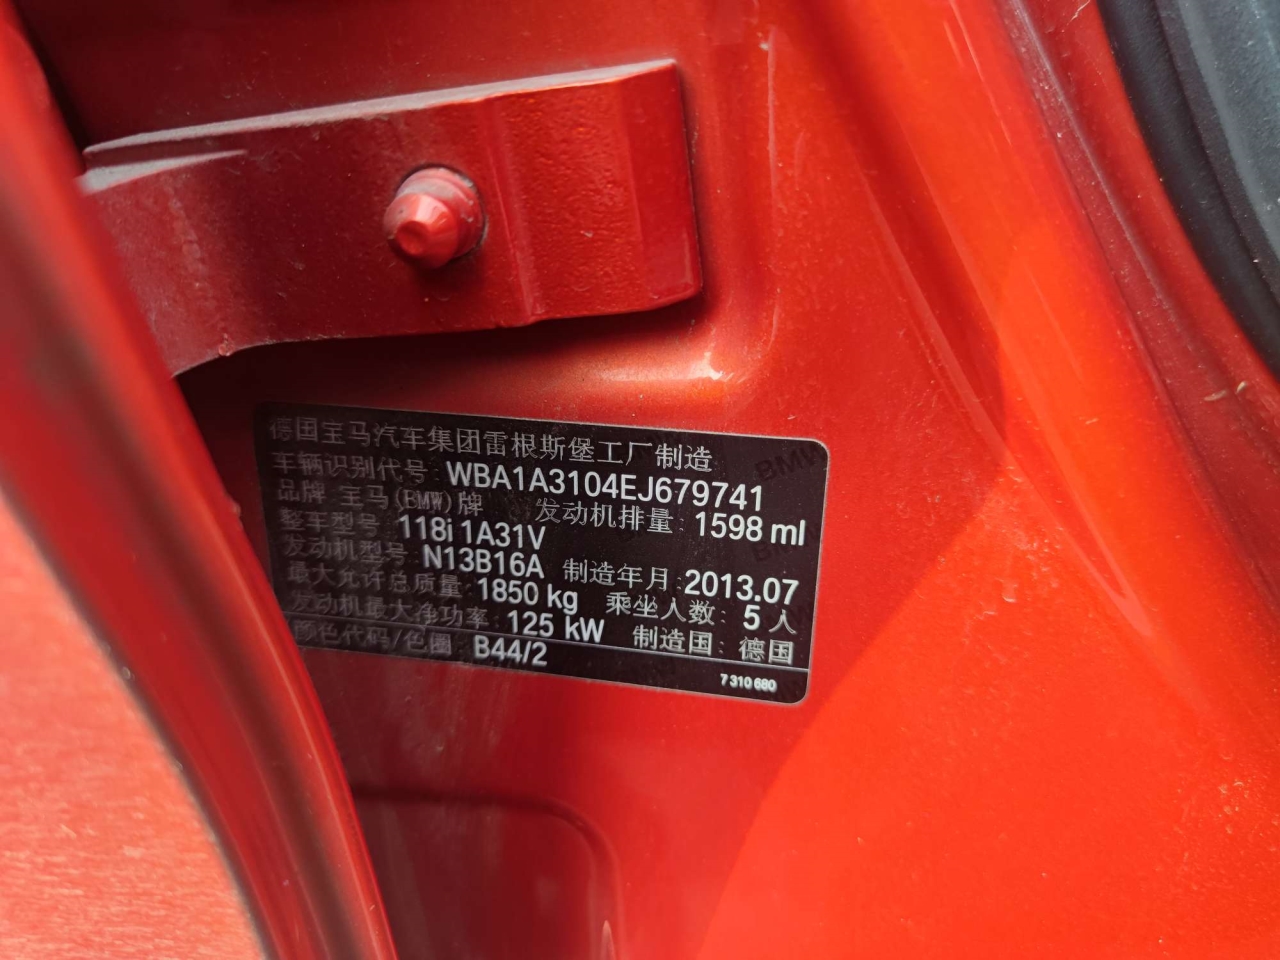 德国宝马汽车集团雷根斯堡工厂制造
车辆识别代号: WBA1A3104EJ679741
品牌 宝马(BMW)牌 发动机排量: 1598 ml
整车型号 118i 1A31V
发动机型号 N13B16A 制造年月: 2013.07
最大允许总质量: 1850 kg 乘坐人数: 5 人
发动机最大净功率: 125 kW 制造国: 德国
颜色代码/色圈: B44/2
7 310 680